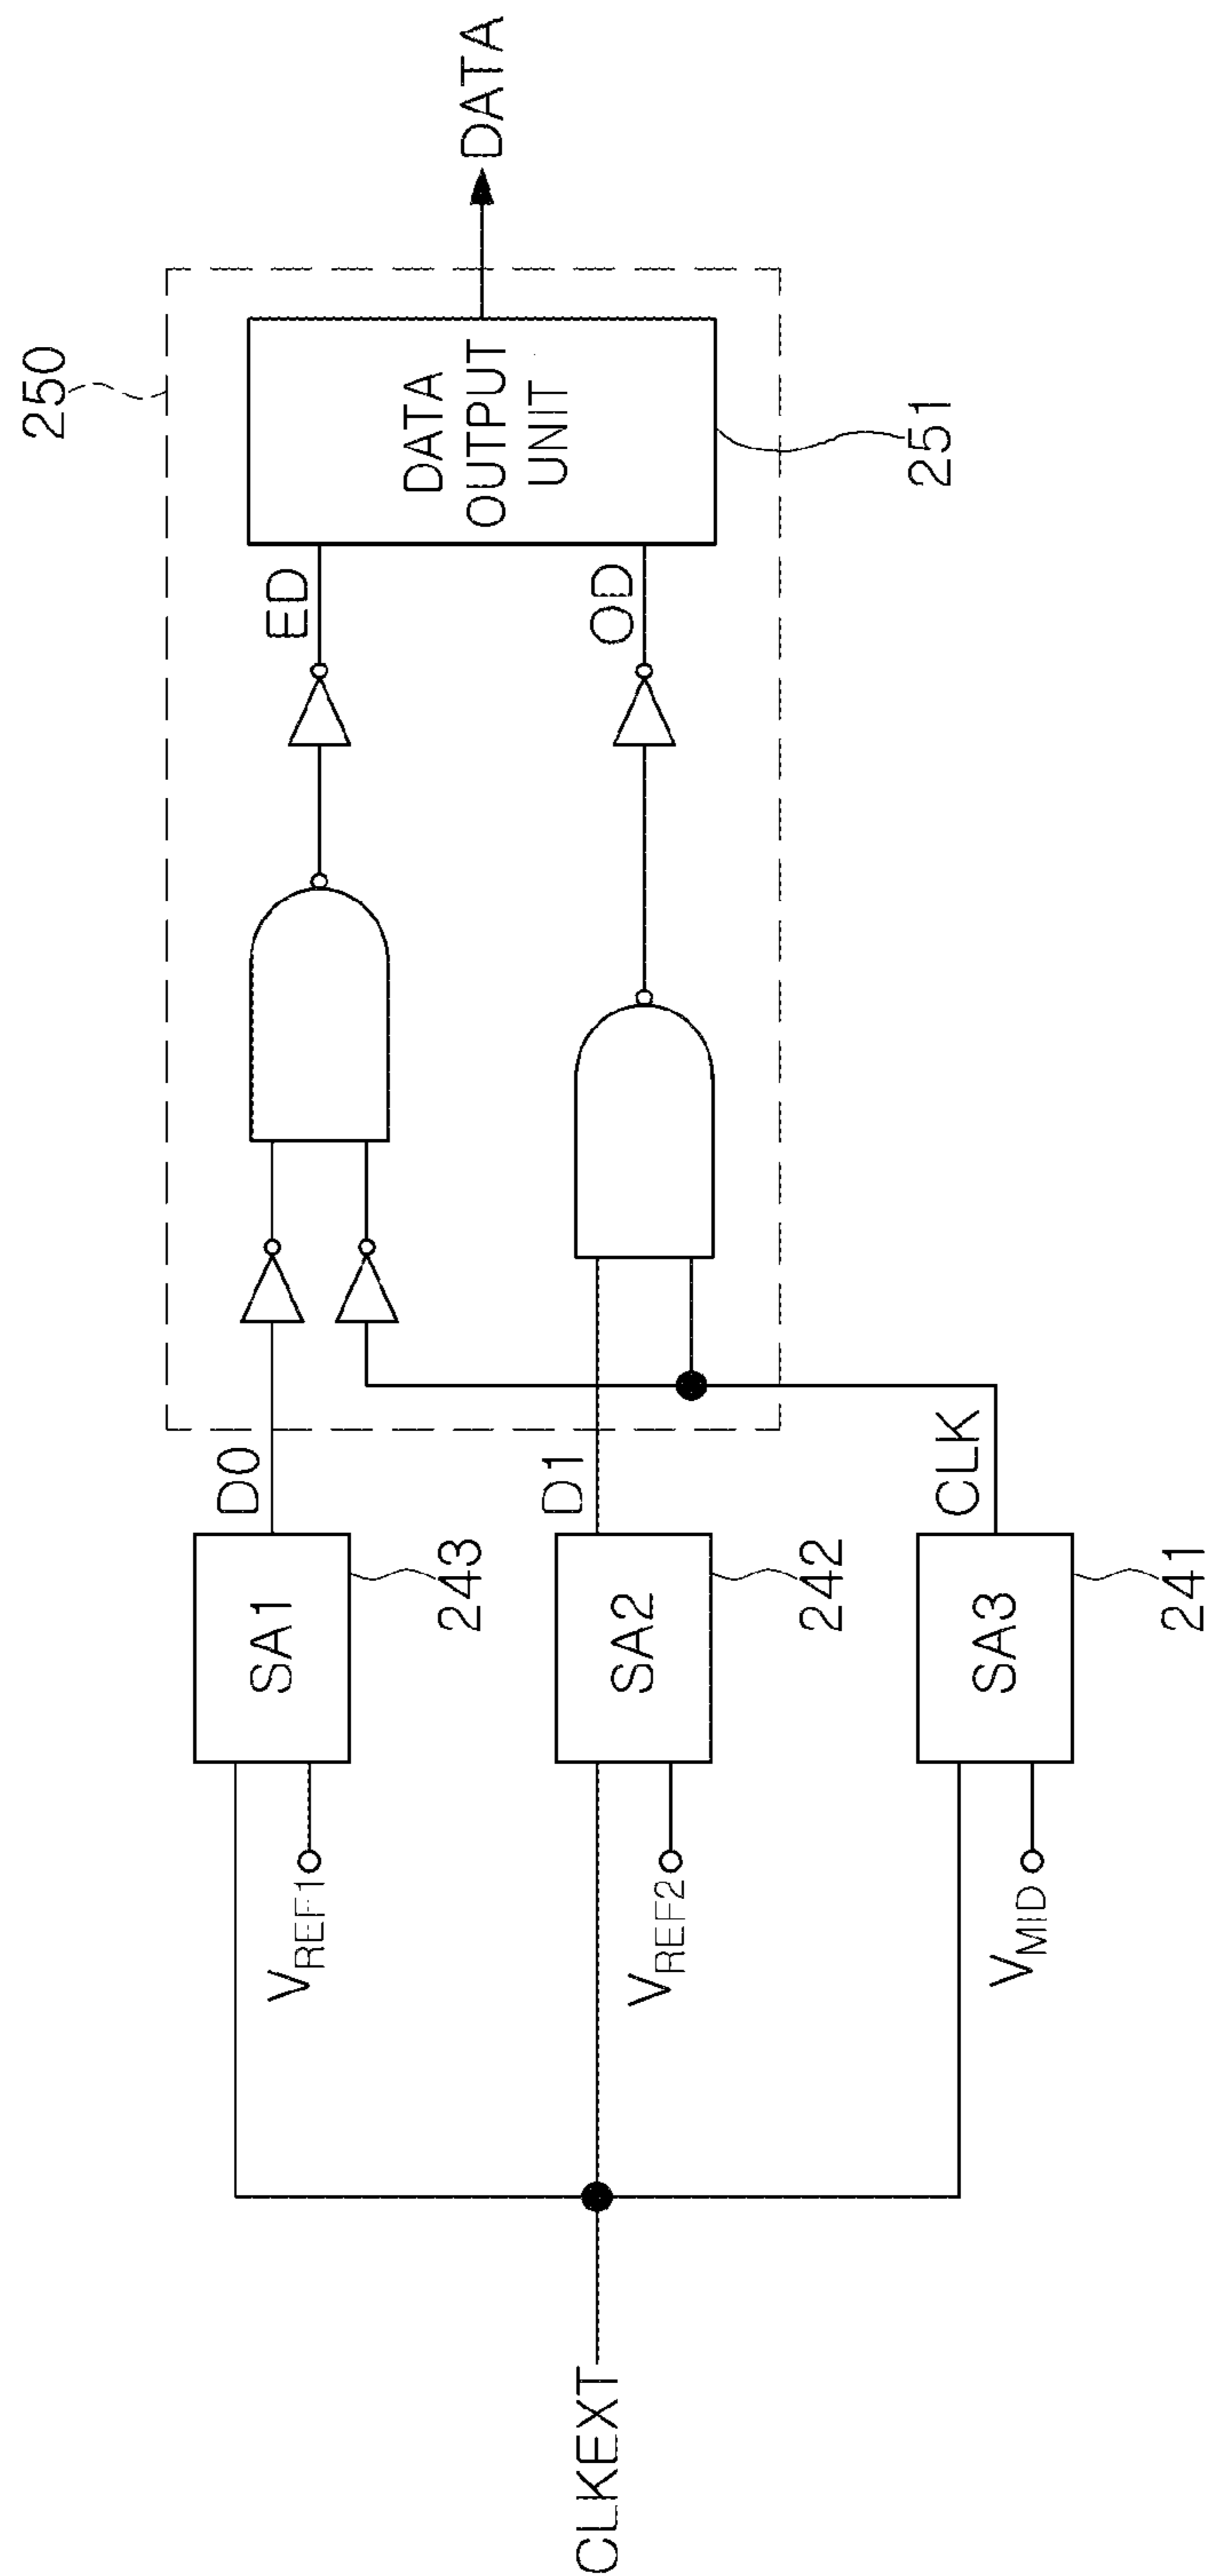 250
DATA
OUTPUT
UNIT
DATA
251
ED
OD
D0
D1
CLK
SA1
243
SA2
242
SA3
241
VREF1
VREF2
VMID
CLKEXT